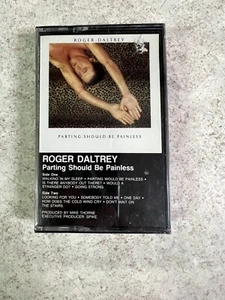 ROGER DALTREY
PARTING SHOULD BE PAINLESS
ROGER DALTREY
Parting Should Be Painless
Side One
WALKING IN MY SLEEP • PARTING WOULD BE PAINLESS •
IS THERE ANYBODY OUT THERE? • WOULD A
STRANGER DO? • GOING STRONG
Side Two
LOOKING FOR YOU • SOMEBODY TOLD ME • ONE DAY •
HOW DOES THE COLD WIND CRY • DON'T WAIT ON
THE STAIRS
PRODUCED BY MIKE THORNE
EXECUTIVE PRODUCER: SPIKE